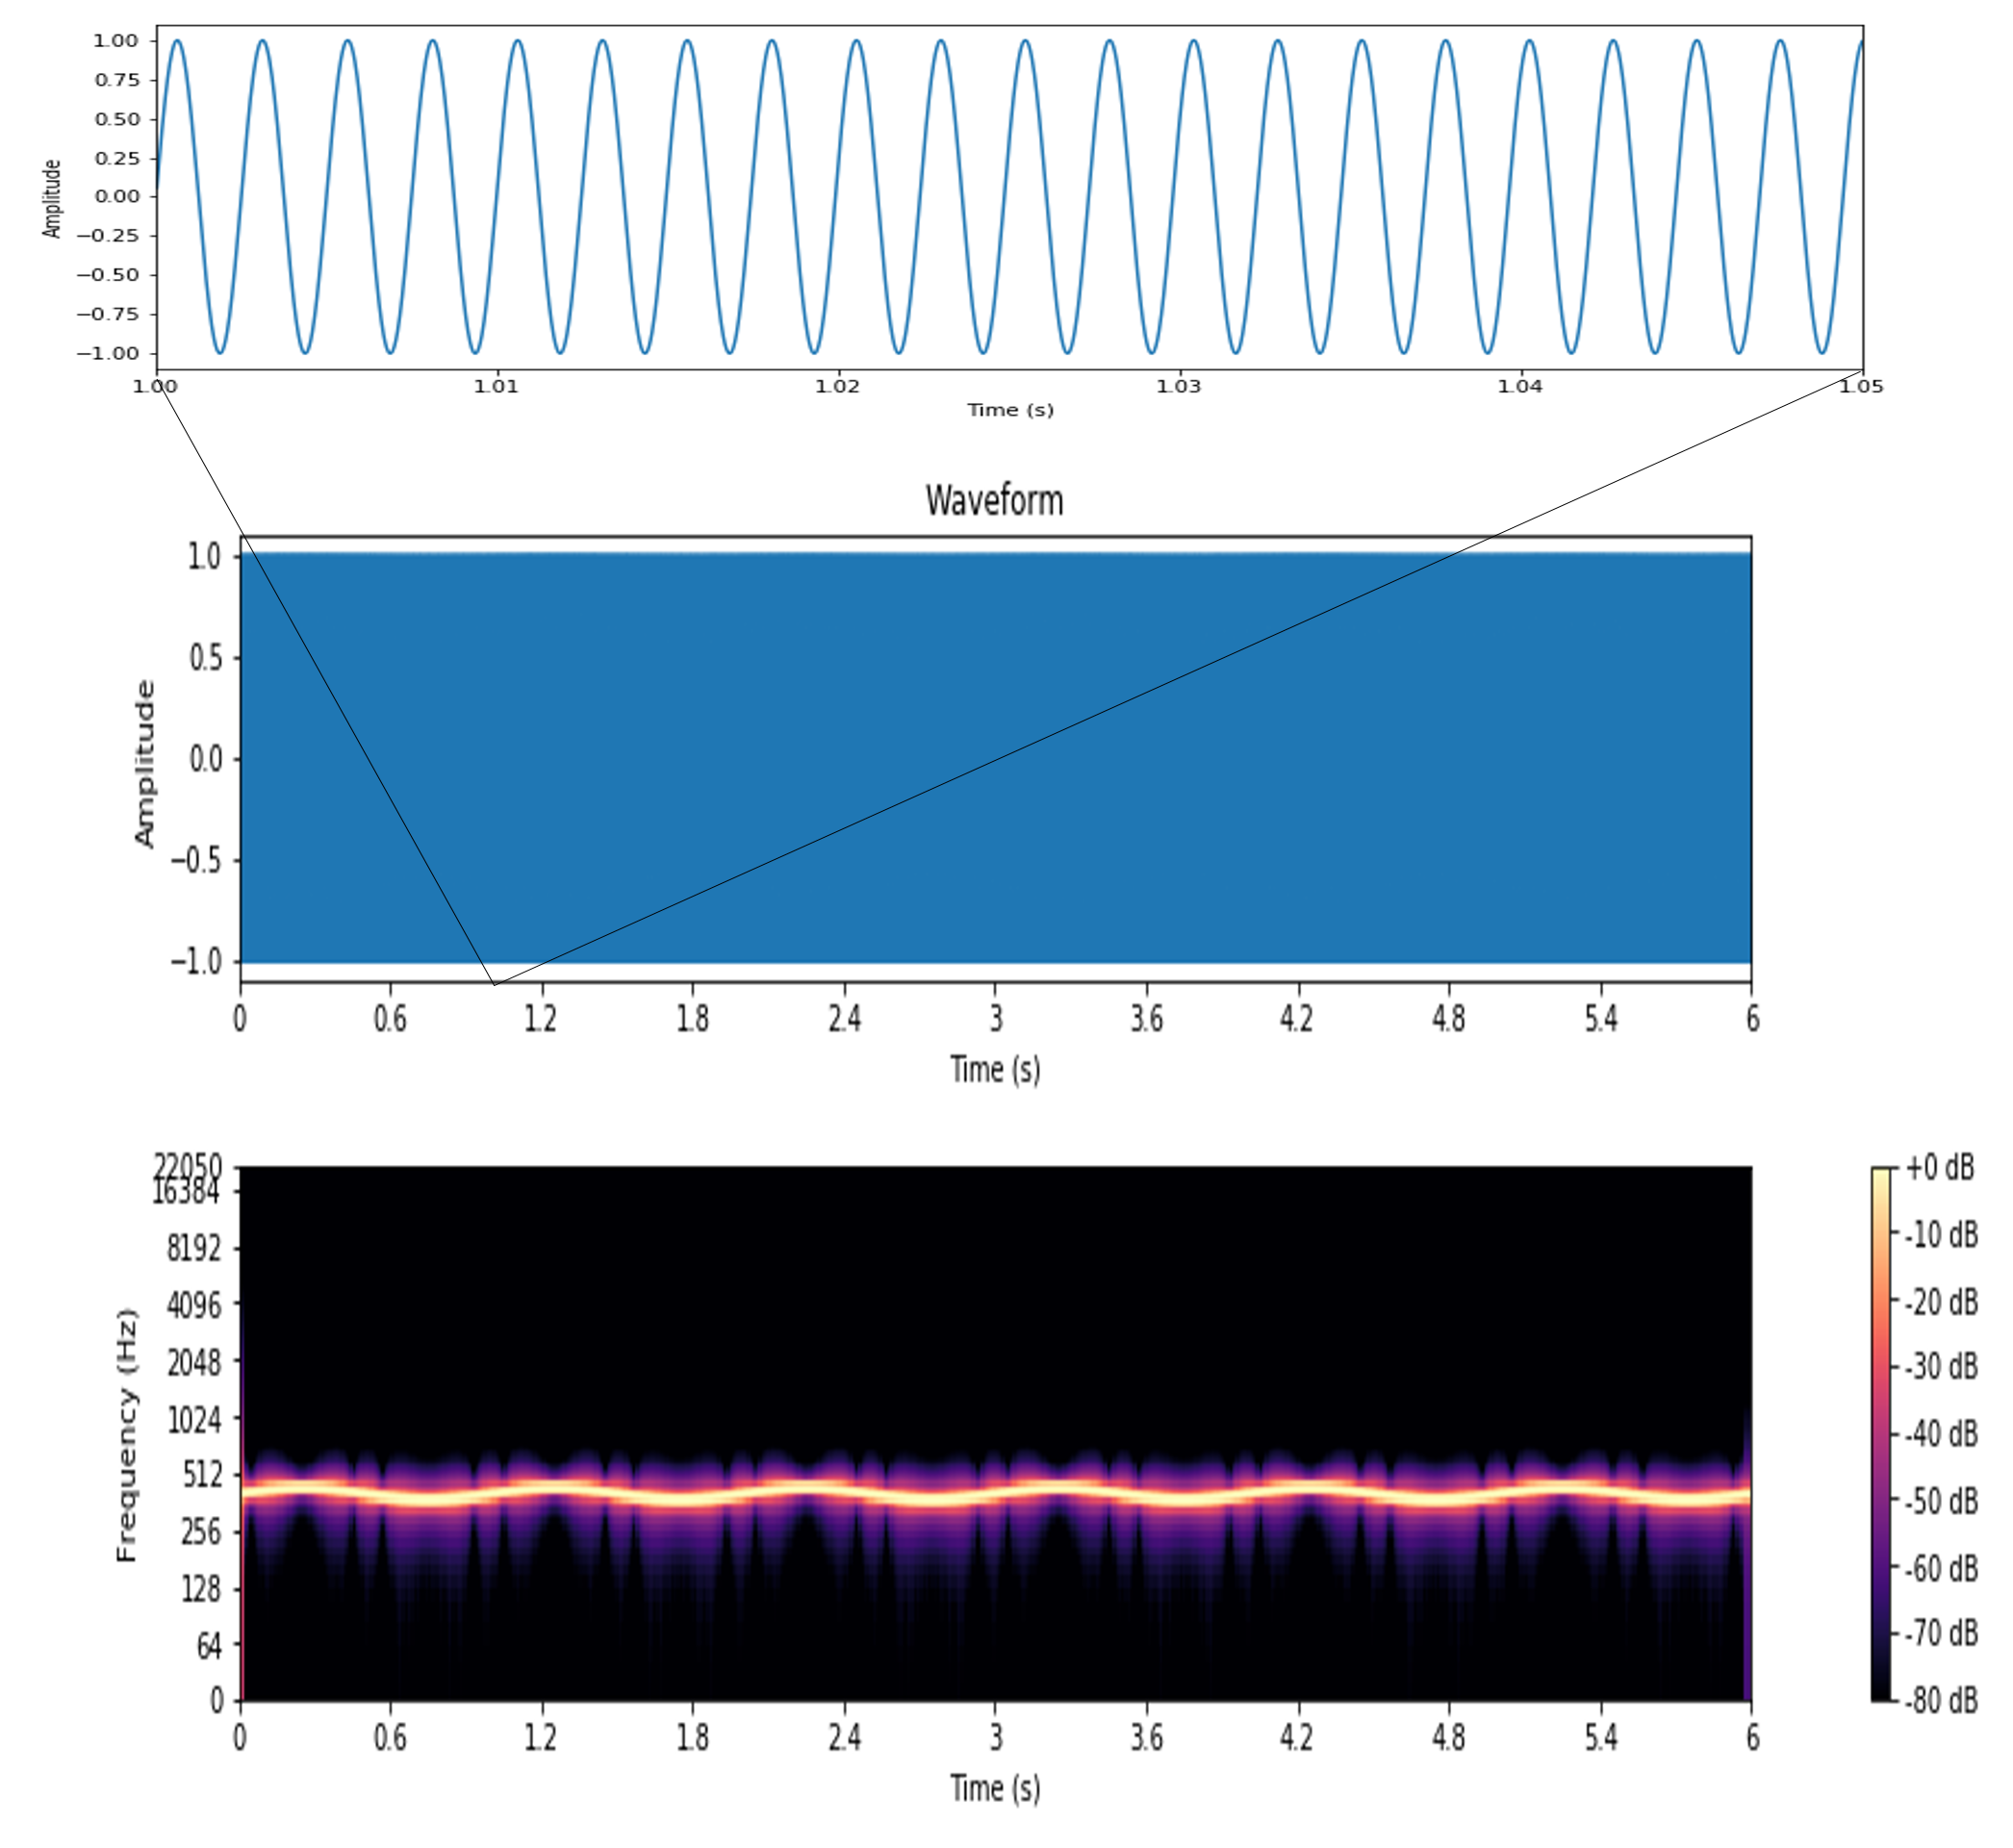 1.00
0.75
0.50
0.25
0.00
−0.25
−0.50
−0.75
−1.00
Amplitude
1.00 1.01 1.02 1.03 1.04 1.05
Time (s)
Waveform
1.0
0.5
0.0
−0.5
−1.0
Amplitude
0 0.6 1.2 1.8 2.4 3 3.6 4.2 4.8 5.4 6
Time (s)
22050
16384
8192
4096
2048
1024
512
256
128
64
0
Frequency (Hz)
0 0.6 1.2 1.8 2.4 3 3.6 4.2 4.8 5.4 6
Time (s)
+0 dB
-10 dB
-20 dB
-30 dB
-40 dB
-50 dB
-60 dB
-70 dB
-80 dB